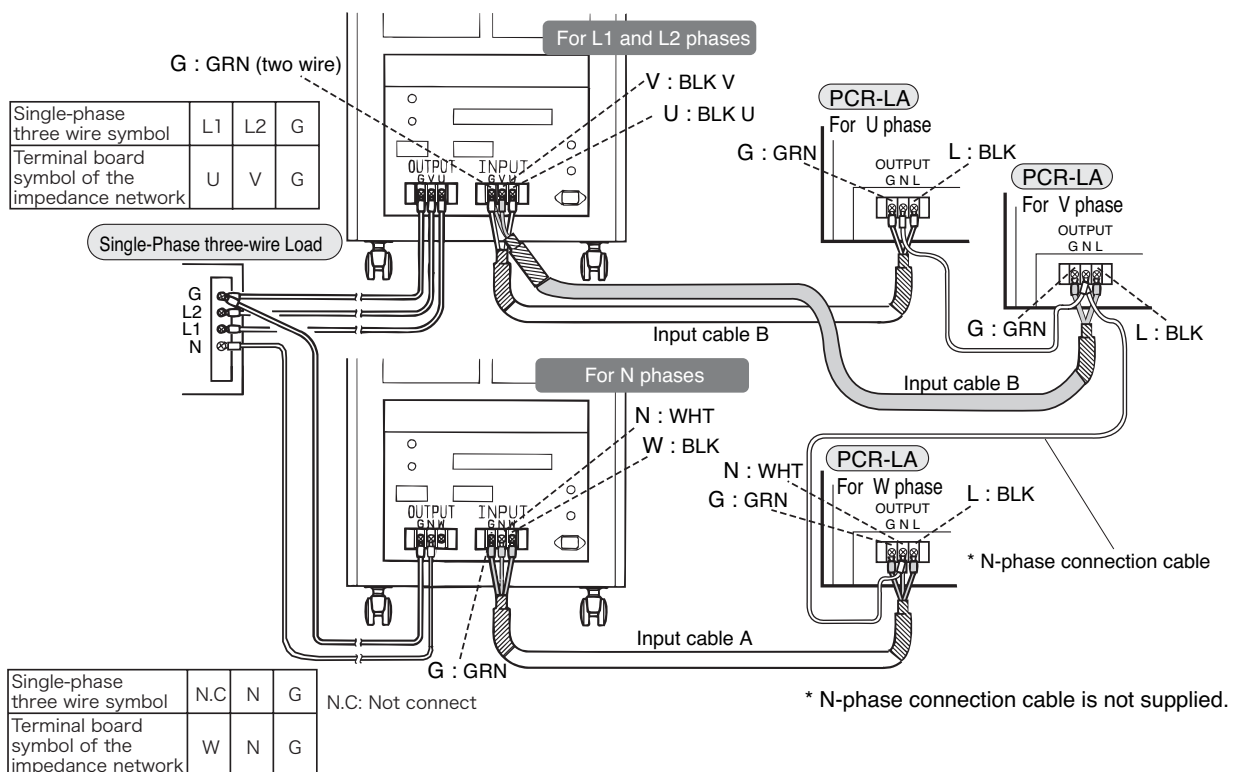 For L1 and L2 phases
G : GRN (two wire)
V : BLK V
U : BLK U
Single-phase
three wire symbol
L1
L2
G
Terminal board
symbol of the
impedance network
U
V
G
OUTPUT
G V U
INPUT
G V U
PCR-LA
For U phase
G : GRN
L : BLK
OUTPUT
G N L
PCR-LA
For V phase
OUTPUT
G N L
G : GRN
L : BLK
Single-Phase three-wire Load
G
L2
L1
N
Input cable B
Input cable B
For N phases
N : WHT
W : BLK
OUTPUT
G N W
INPUT
G N W
PCR-LA
N : WHT
For W phase
G : GRN
L : BLK
OUTPUT
G N L
* N-phase connection cable
Input cable A
G : GRN
Single-phase
three wire symbol
N.C
N
G
N.C: Not connect
Terminal board
symbol of the
impedance network
W
N
G
* N-phase connection cable is not supplied.